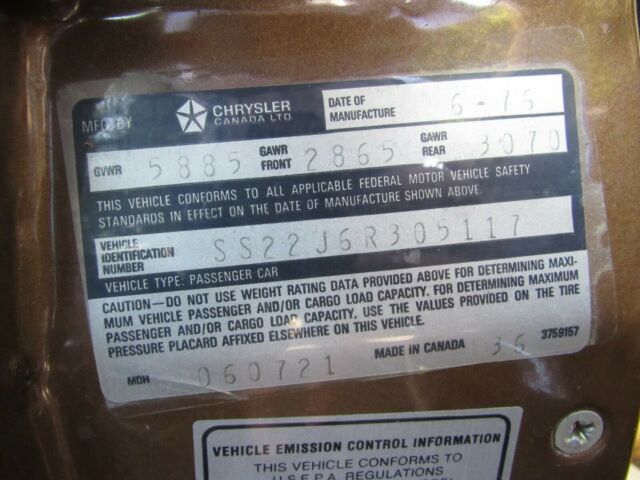 MFG. BY CHRYSLER CANADA LTD. DATE OF MANUFACTURE 6-76
GVWR 5885 GAWR FRONT 2865 GAWR REAR 3070
THIS VEHICLE CONFORMS TO ALL APPLICABLE FEDERAL MOTOR VEHICLE SAFETY
STANDARDS IN EFFECT ON THE DATE OF MANUFACTURE SHOWN ABOVE.
VEHICLE IDENTIFICATION NUMBER SS22J6R305117
VEHICLE TYPE: PASSENGER CAR
CAUTION—DO NOT USE WEIGHT RATING DATA PROVIDED ABOVE FOR DETERMINING MAXI-
MUM VEHICLE PASSENGER AND/OR CARGO LOAD CAPACITY. FOR DETERMINING MAXIMUM
PASSENGER AND/OR CARGO LOAD CAPACITY, USE THE VALUES PROVIDED ON THE TIRE
PRESSURE PLACARD AFFIXED ELSEWHERE ON THIS VEHICLE.
3759157
MDH 060721 MADE IN CANADA 36
VEHICLE EMISSION CONTROL INFORMATION
THIS VEHICLE CONFORMS TO
U.S.E.P.A. REGULATIONS